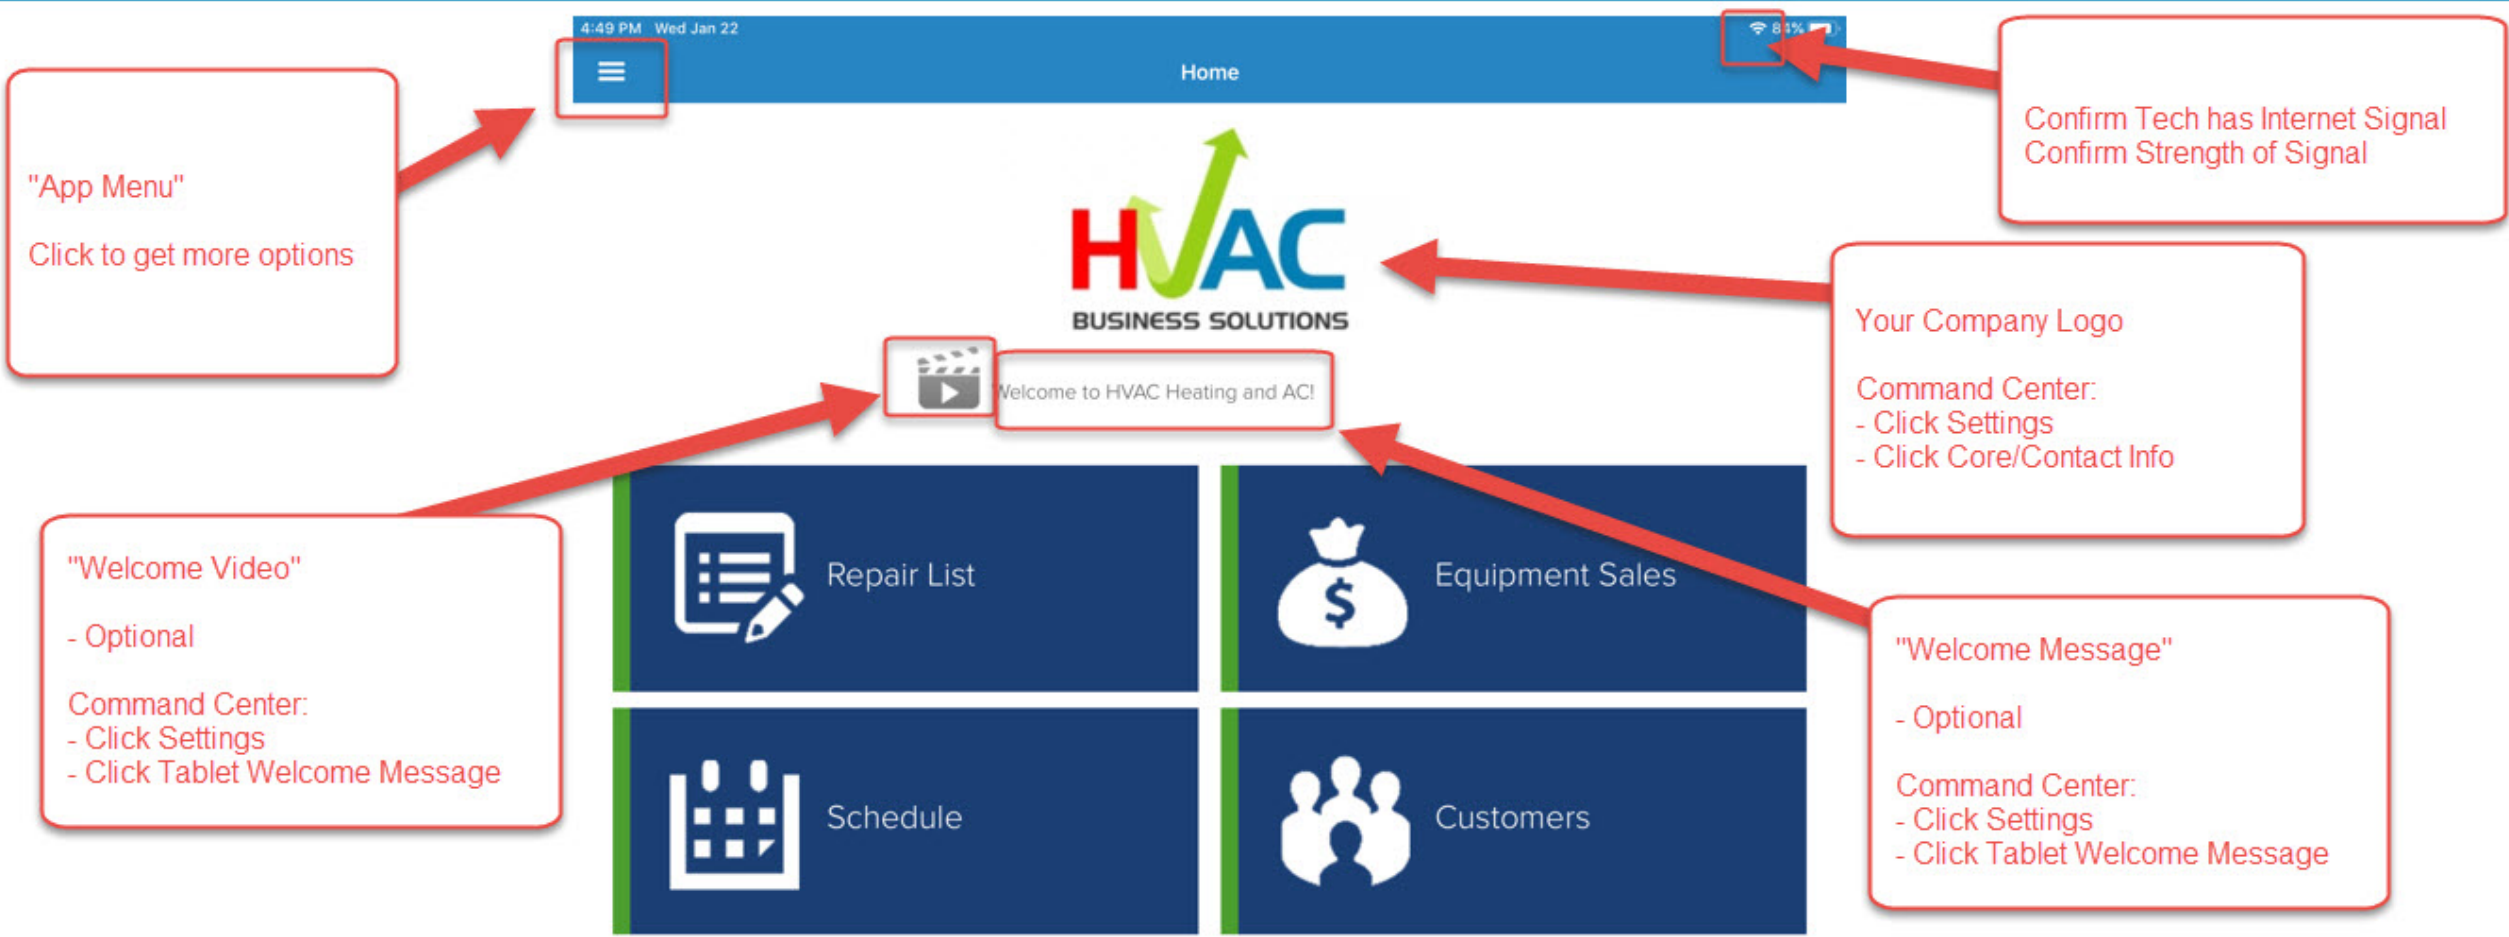 4:49 PM Wed Jan 22
84%
Home
"App Menu"
Click to get more options
Confirm Tech has Internet Signal
Confirm Strength of Signal
HVAC
BUSINESS SOLUTIONS
Your Company Logo
Command Center:
- Click Settings
- Click Core/Contact Info
Welcome to HVAC Heating and AC!
"Welcome Video"
- Optional
Command Center:
- Click Settings
- Click Tablet Welcome Message
Repair List
$
Equipment Sales
"Welcome Message"
- Optional
Command Center:
- Click Settings
- Click Tablet Welcome Message
Schedule
Customers